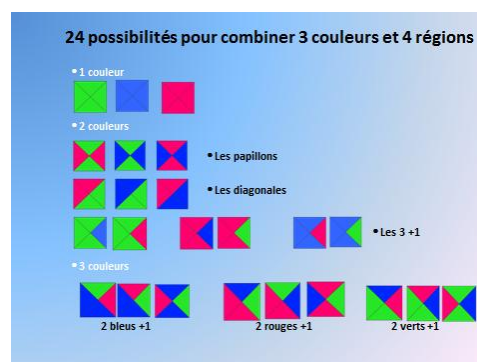 24 possibilités pour combiner 3 couleurs et 4 régions
• 1 couleur
• 2 couleurs
• Les papillons
• Les diagonales
• Les 3 +1
• 3 couleurs
2 bleus +1 2 rouges +1 2 verts +1